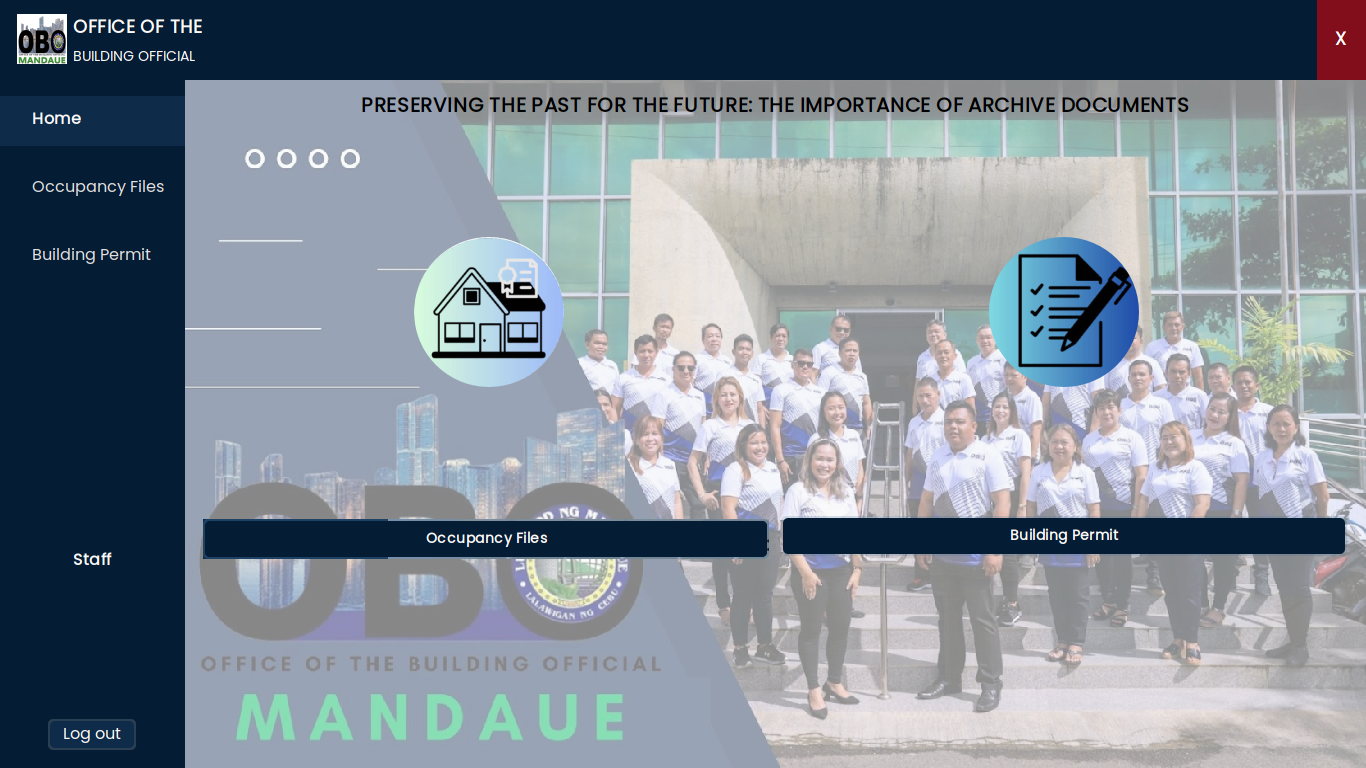 OBO
MANDAUE
OFFICE OF THE
BUILDING OFFICIAL
X
Home
Occupancy Files
Building Permit
Staff
Log out
PRESERVING THE PAST FOR THE FUTURE: THE IMPORTANCE OF ARCHIVE DOCUMENTS
Occupancy Files
Building Permit
OBO
LALAWIGAN NG CEBU
OFFICE OF THE BUILDING OFFICIAL
MANDAUE